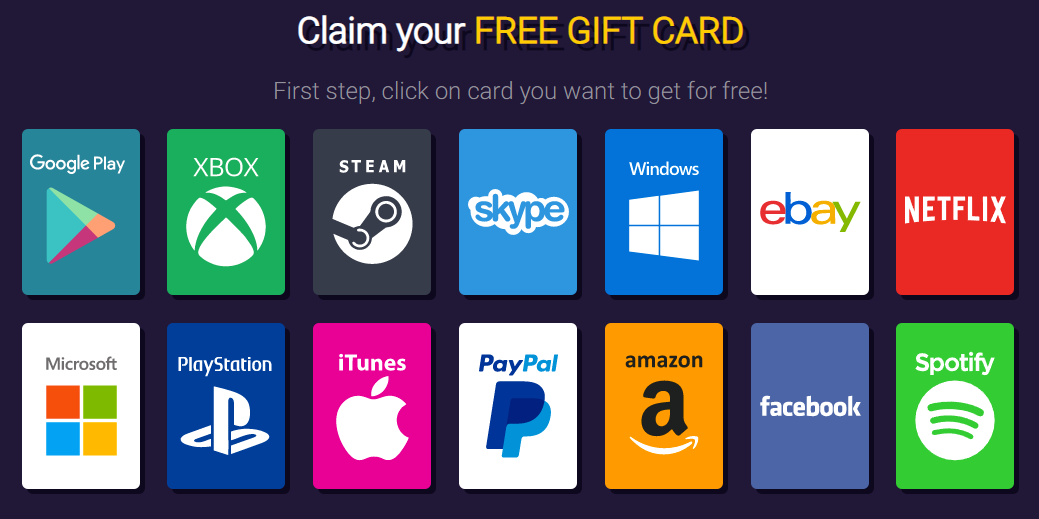 Claim your FREE GIFT CARD
First step, click on card you want to get for free!
Google Play
XBOX
STEAM
skype
Windows
ebay
NETFLIX
Microsoft
PlayStation
iTunes
PayPal
amazon
a
facebook
Spotify